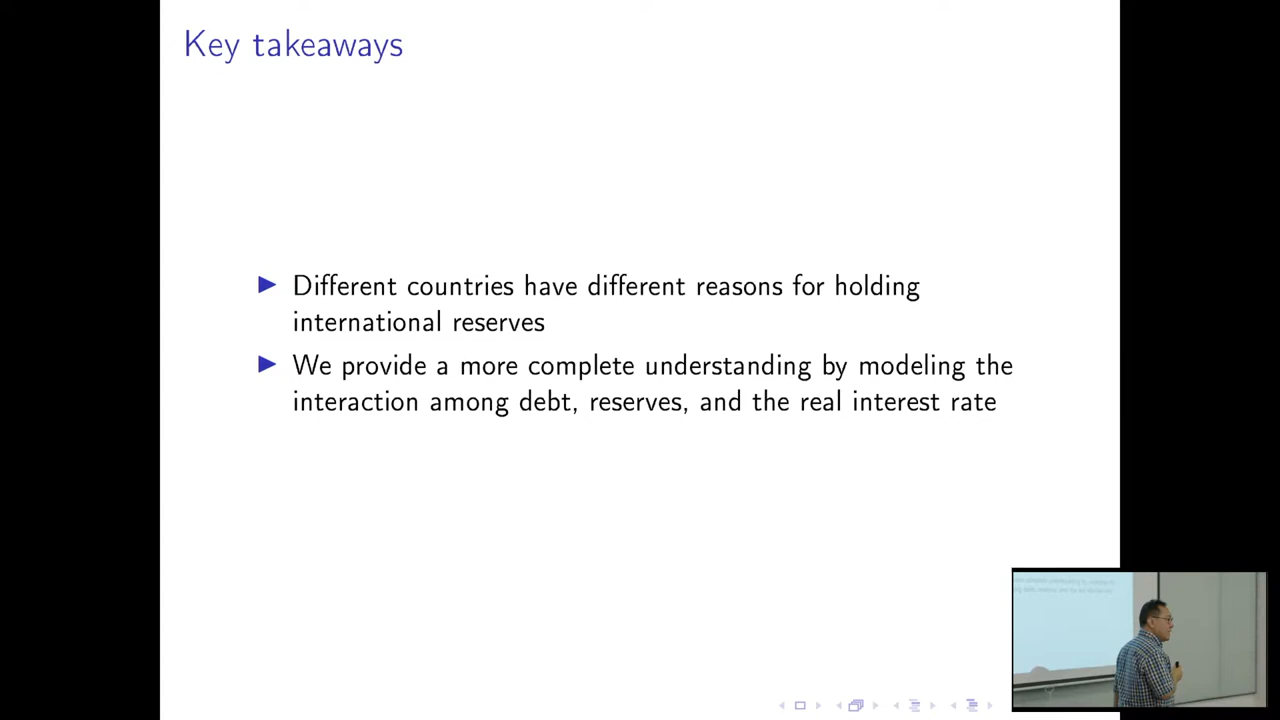 Key takeaways
Different countries have different reasons for holding
international reserves
We provide a more complete understanding by modeling the
interaction among debt, reserves, and the real interest rate